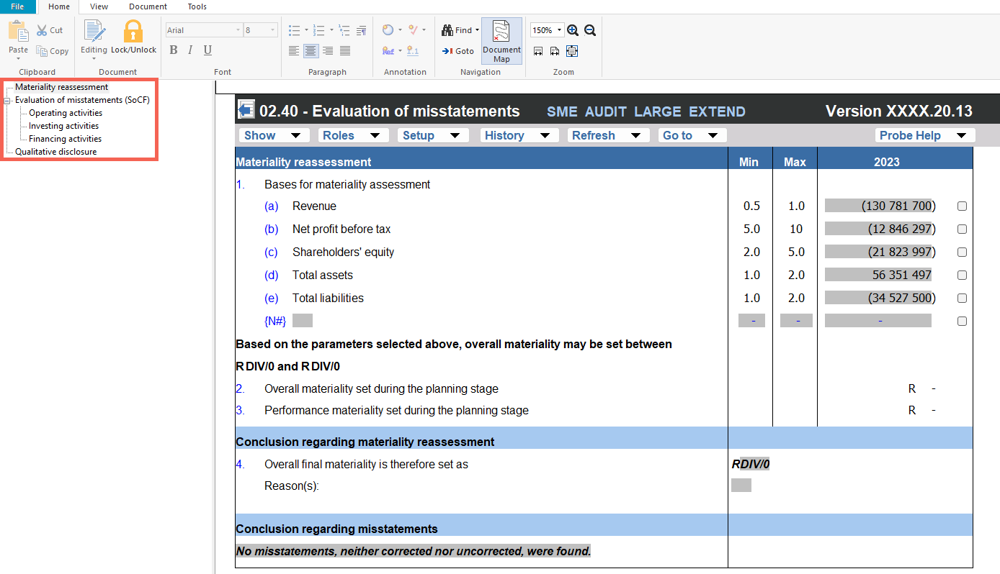 File Home View Document Tools
Cut Arial 8 Find 150%
Paste Copy Editing Lock/Unlock B I U Ref .1 Goto Document Map
Clipboard Document Font Paragraph Annotation Navigation Zoom
Materiality reassessment
Evaluation of misstatements (SoCF)
Operating activities
Investing activities
Financing activities
Qualitative disclosure
02.40 - Evaluation of misstatements SME AUDIT LARGE EXTEND Version XXXX.20.13
Show Roles Setup History Refresh Go to Probe Help
Materiality reassessment Min Max 2023
1. Bases for materiality assessment
(a) Revenue 0.5 1.0 (130 781 700)
(b) Net profit before tax 5.0 10 (12 846 297)
(c) Shareholders' equity 2.0 5.0 (21 823 997)
(d) Total assets 1.0 2.0 56 351 497
(e) Total liabilities 1.0 2.0 (34 527 500)
{N#} - - -
Based on the parameters selected above, overall materiality may be set between
R DIV/0 and R DIV/0
2. Overall materiality set during the planning stage R -
3. Performance materiality set during the planning stage R -
Conclusion regarding materiality reassessment
4. Overall final materiality is therefore set as RDIV/0
Reason(s):
Conclusion regarding misstatements
No misstatements, neither corrected nor uncorrected, were found.